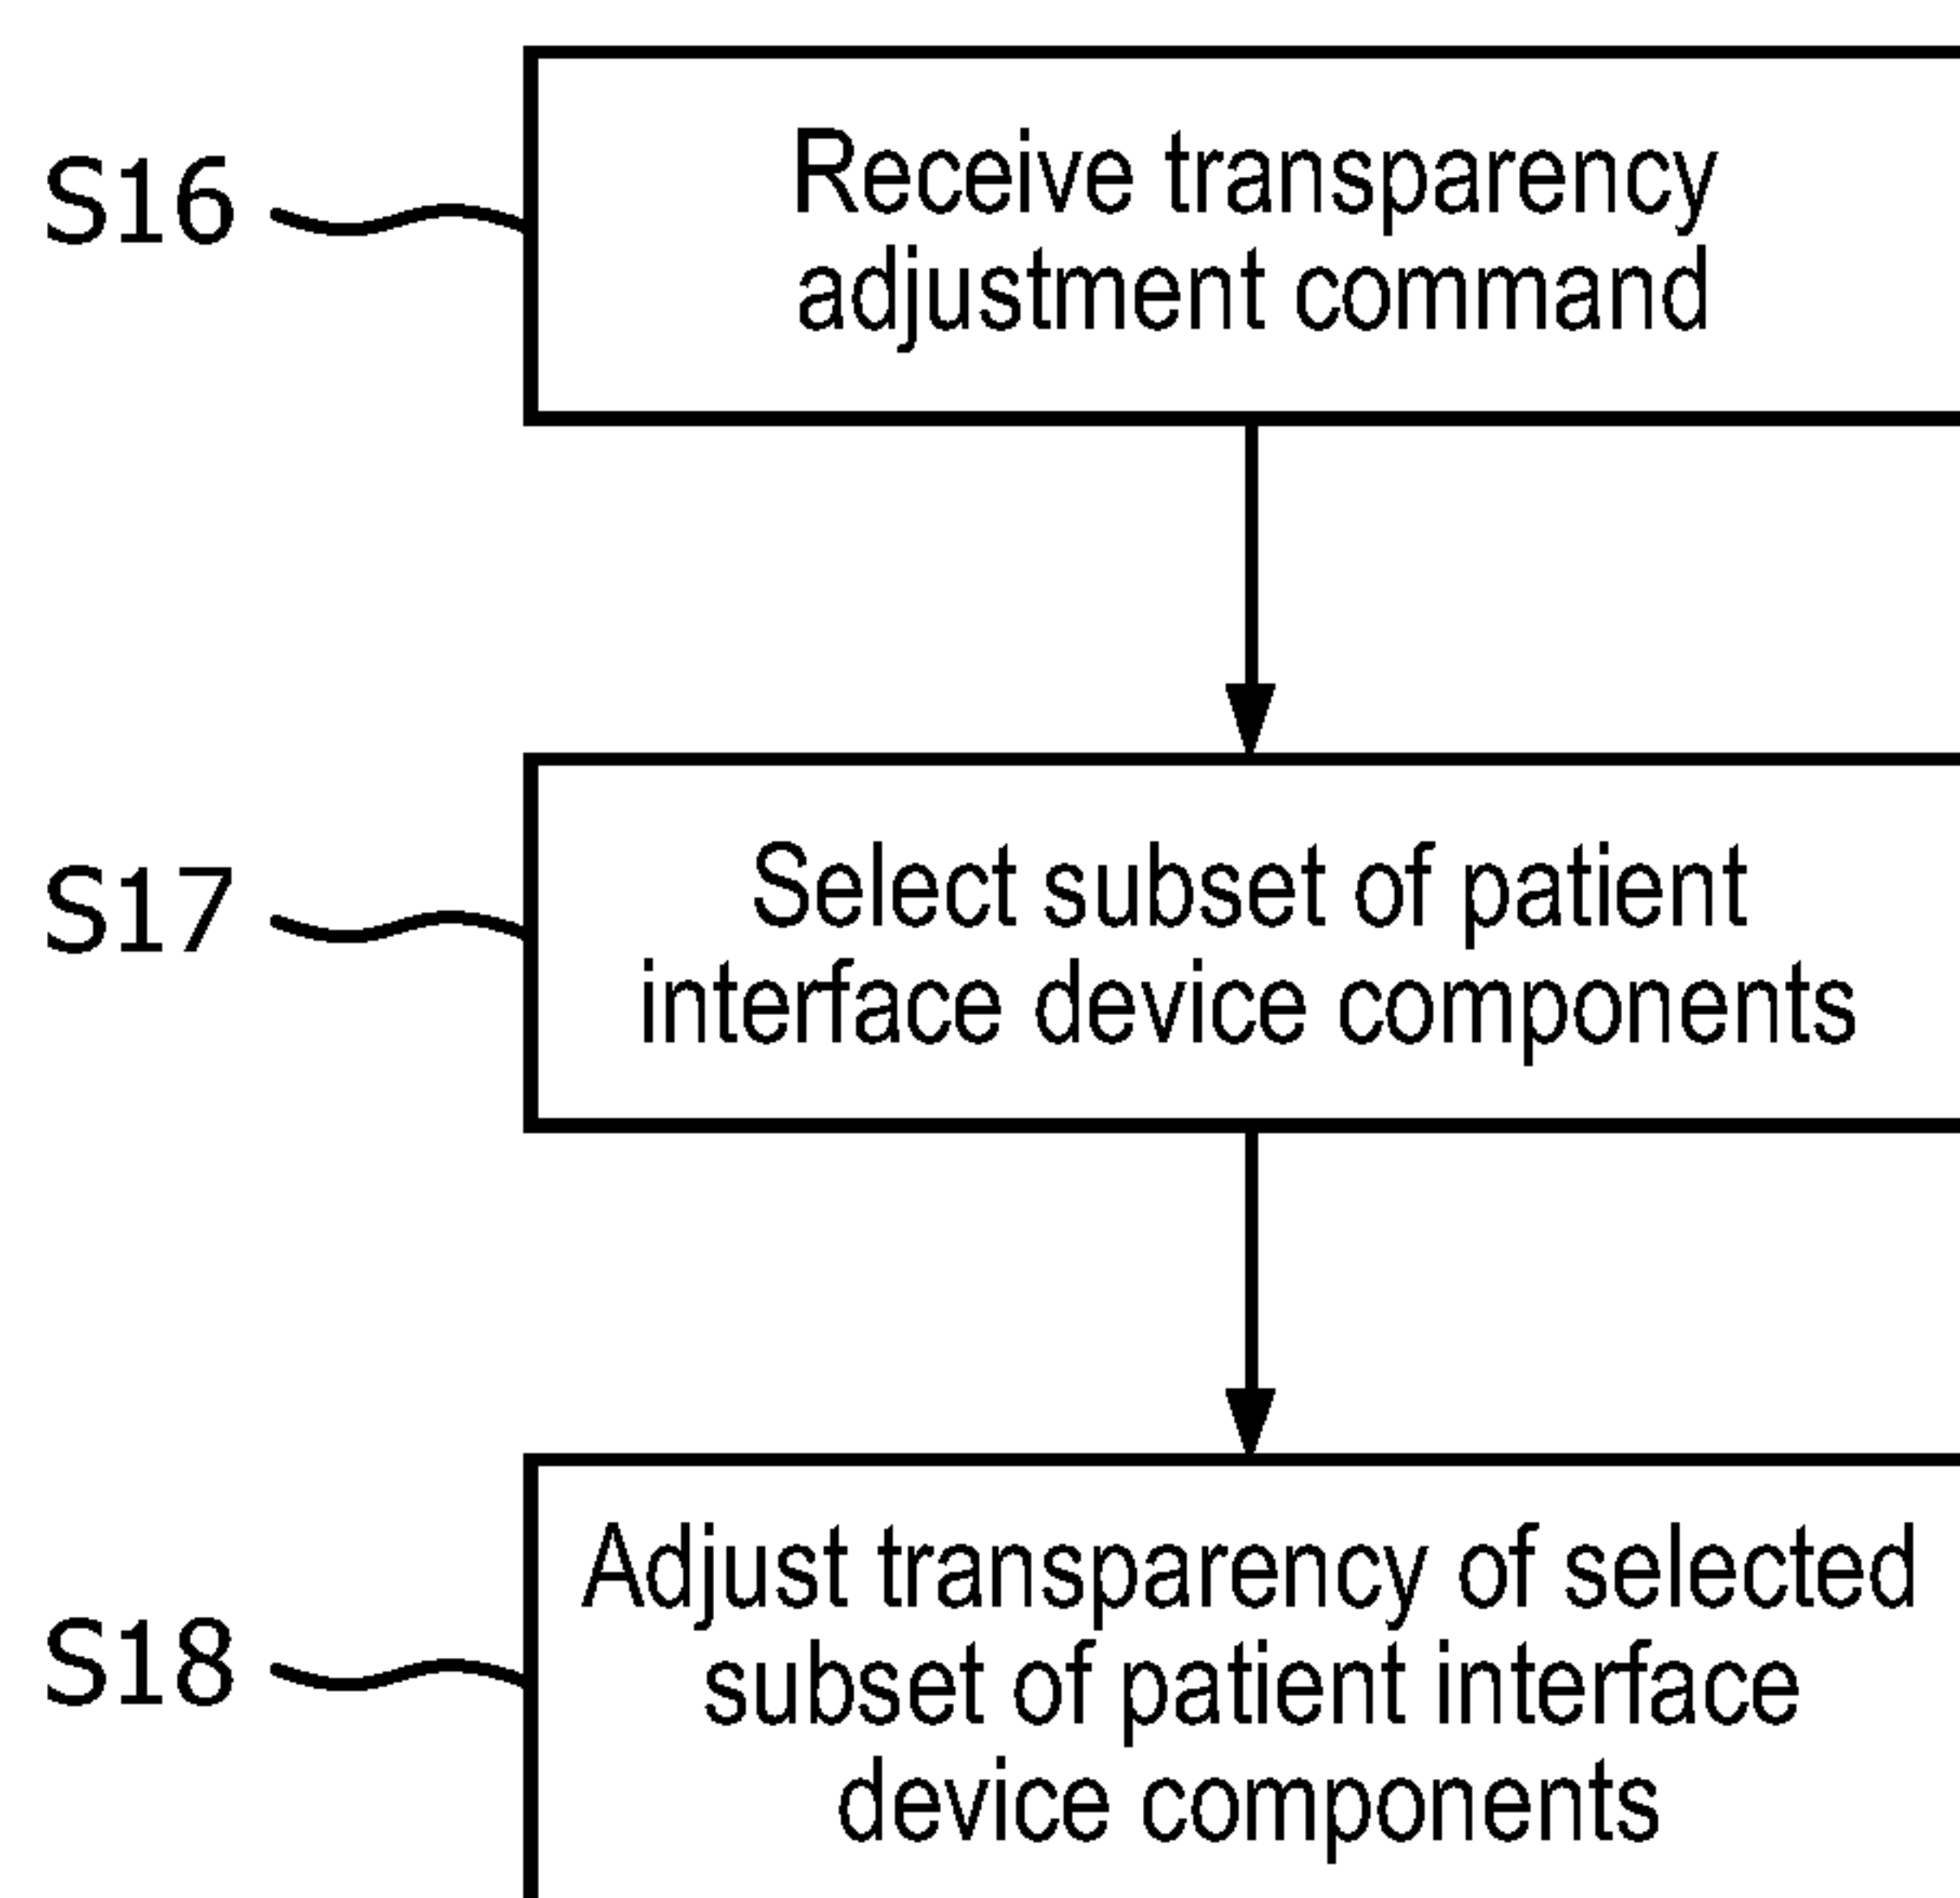 S16
Receive transparency
adjustment command
S17
Select subset of patient
interface device components
S18
Adjust transparency of selected
subset of patient interface
device components